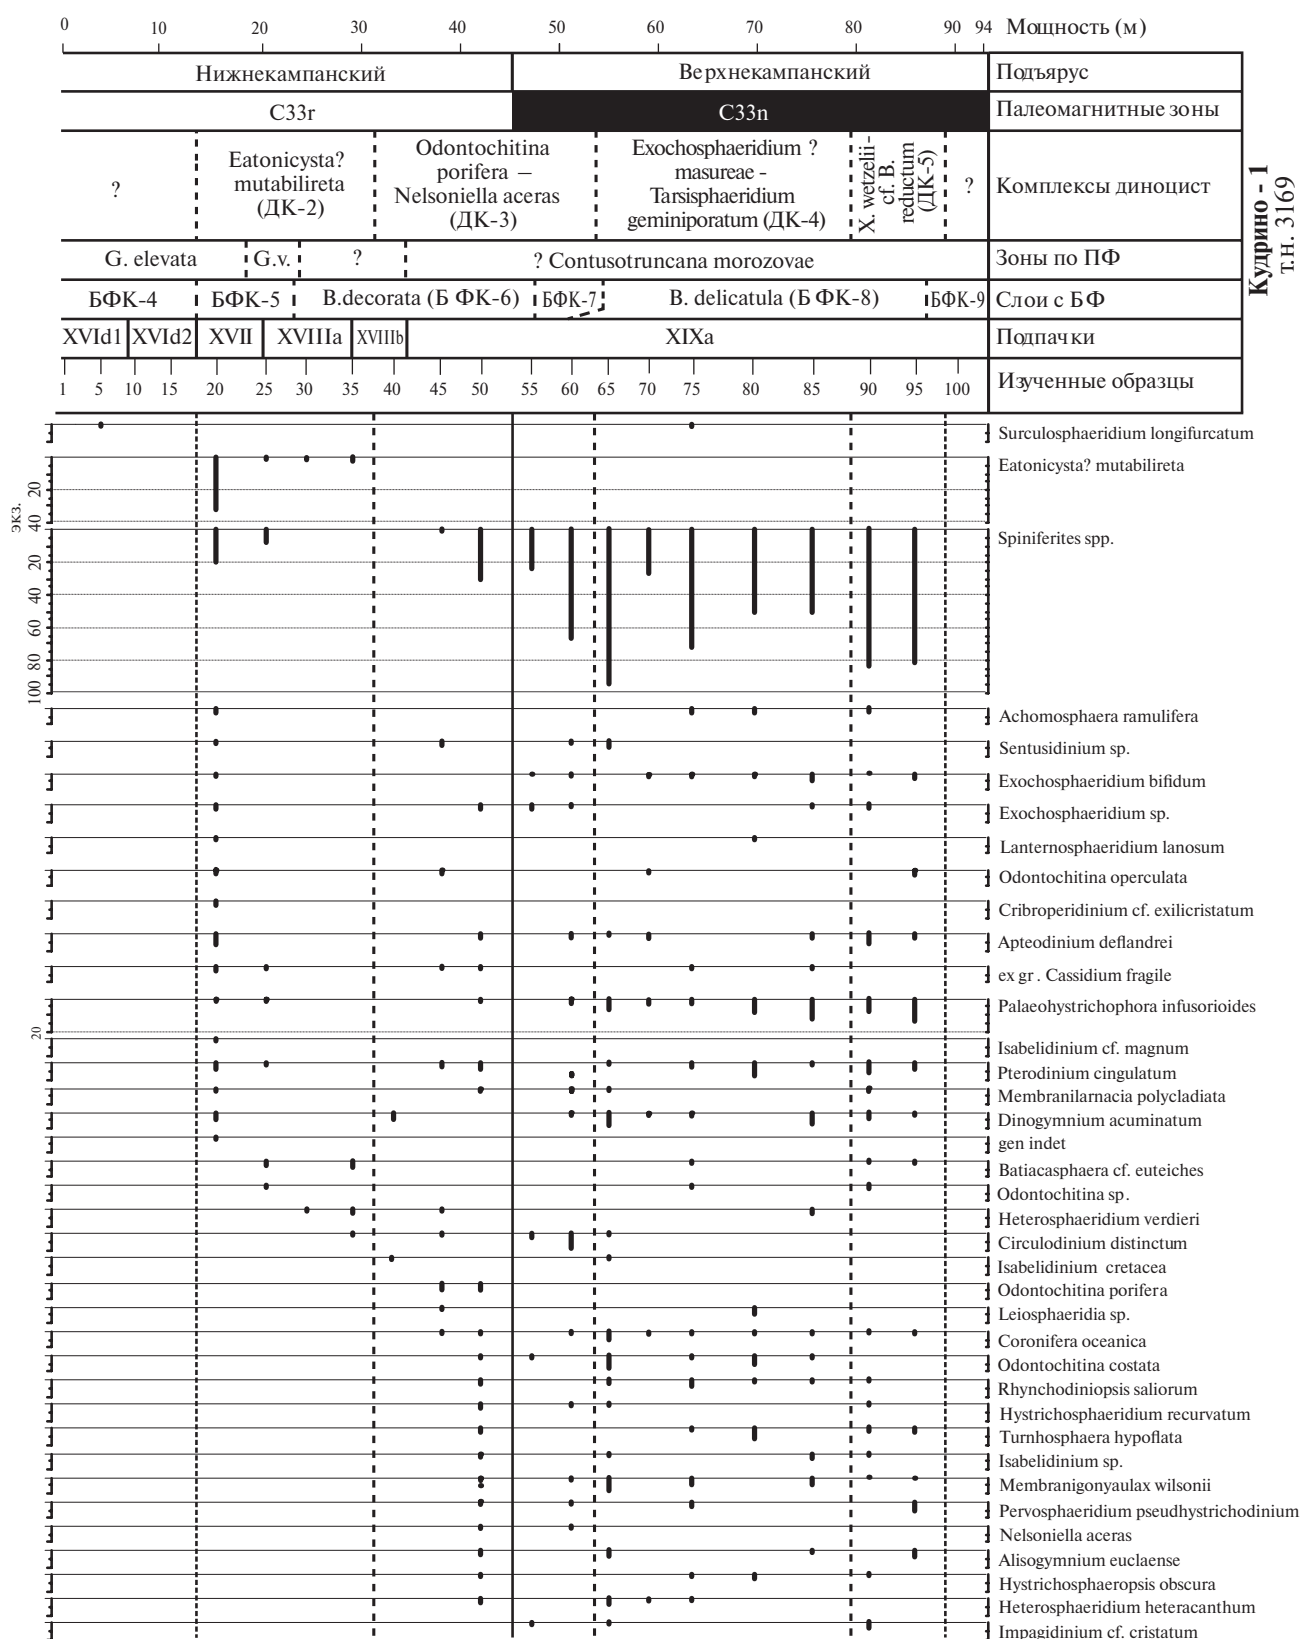 0 10 20 30 40 50 60 70 80 90 94 Мощность (м)
Нижнекампанский Верхнекампанский Подъярус
C33r C33n Палеомагнитные зоны
?
Eatonicysta?
mutabilireta
(ДК-2)
Odontochitina
porifera –
Nelsoniella aceras
(ДК-3)
Exochosphaeridium ?
masureae -
Tarsisphaeridium
geminiporatum (ДК-4)
X. wetzelii-
cf. B.
reductum
(ДК-5)
?
Комплексы диноцист
G. elevata G.v. ? ? Contusotruncana morozovae Зоны по ПФ
БФК-4 БФК-5 B.decorata (БФК-6) БФК-7 B. delicatula (БФК-8) БФК-9 Слои с БФ
XVId1 XVId2 XVII XVIIIa XVIIIb XIXa Подпачки
1 5 10 15 20 25 30 35 40 45 50 55 60 65 70 75 80 85 90 95 100 Изученные образцы
Кудрино - 1
т.н. 3169
Surculosphaeridium longifurcatum
Eatonicysta? mutabilireta
20
40
экз.
Spiniferites spp.
20
40
60
80
100
Achomosphaera ramulifera
Sentusidinium sp.
Exochosphaeridium bifidum
Exochosphaeridium sp.
Lanternosphaeridium lanosum
Odontochitina operculata
Cribroperidinium cf. exilicristatum
Apteodinium deflandrei
ex gr. Cassidium fragile
Palaeohystrichophora infusorioides
20
Isabelidinium cf. magnum
Pterodinium cingulatum
Membranilarnacia polycladiata
Dinogymnium acuminatum
gen indet
Batiacasphaera cf. euteiches
Odontochitina sp.
Heterosphaeridium verdieri
Circulodinium distinctum
Isabelidinium cretacea
Odontochitina porifera
Leiosphaeridia sp.
Coronifera oceanica
Odontochitina costata
Rhynchodiniopsis saliorum
Hystrichosphaeridium recurvatum
Turnhosphaera hypoflata
Isabelidinium sp.
Membranigonyaulax wilsonii
Pervosphaeridium pseudhystrichodinium
Nelsoniella aceras
Alisogymnium euclaense
Hystrichosphaeropsis obscura
Heterosphaeridium heteracanthum
Impagidinium cf. cristatum